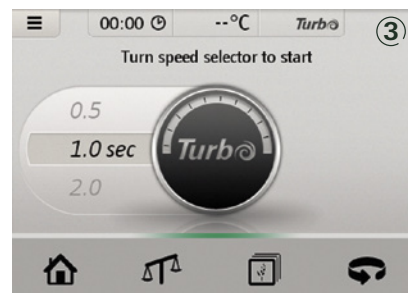 00:00 --°C Turbo
③
Turn speed selector to start
0.5
1.0 sec
2.0
Turbo